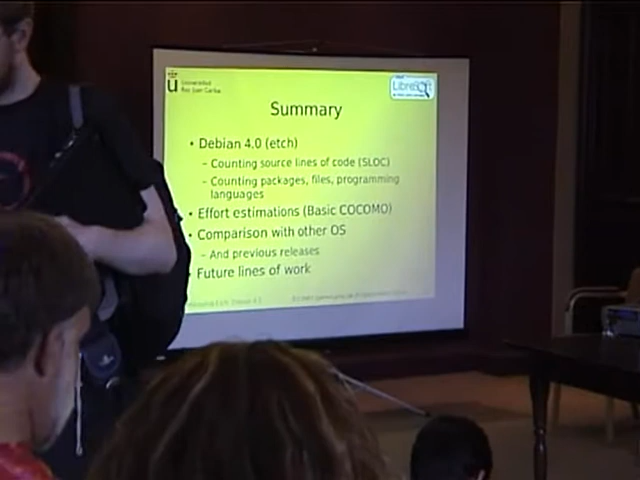 u Universidad
Rey Juan Carlos
LibreSoft
Summary
• Debian 4.0 (etch)
– Counting source lines of code (SLOC)
– Counting packages, files, programming
languages
• Effort estimations (Basic COCOMO)
• Comparison with other OS
– And previous releases
Future lines of work